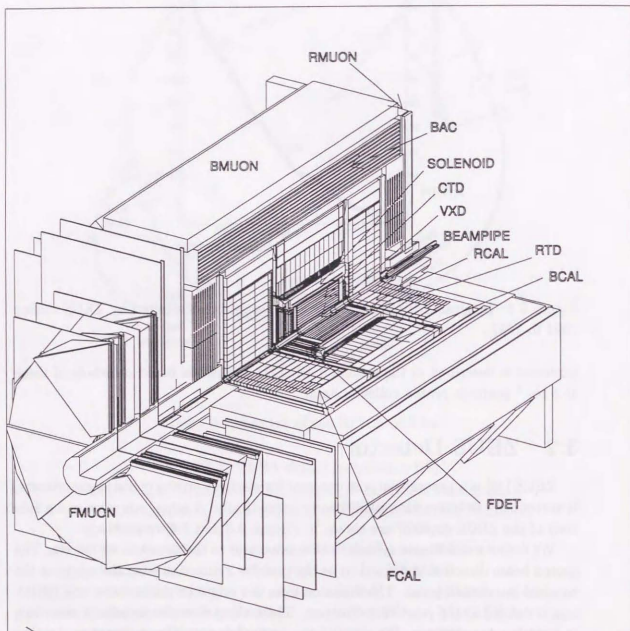 RMUON
BAC
BMUON
SOLENOID
CTD
VXD
BEAMPIPE
RCAL
RTD
BCAL
FDET
FMUON
FCAL